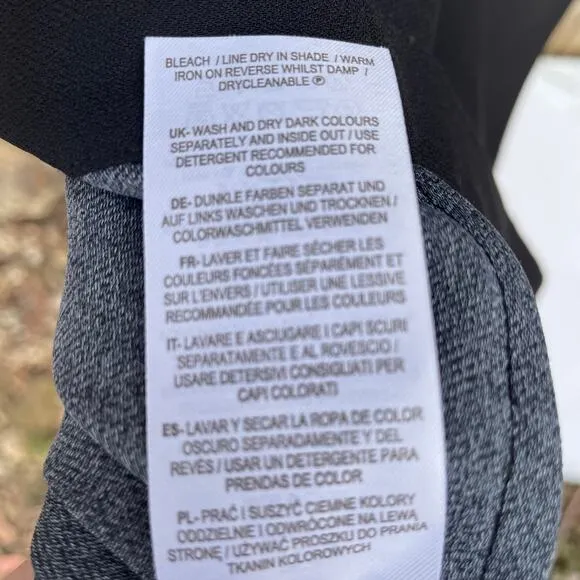 BLEACH / LINE DRY IN SHADE / WARM
IRON ON REVERSE WHILST DAMP /
DRYCLEANABLE Ⓟ
UK- WASH AND DRY DARK COLOURS
SEPARATELY AND INSIDE OUT / USE
DETERGENT RECOMMENDED FOR
COLOURS
DE- DUNKLE FARBEN SEPARAT UND
AUF LINKS WASCHEN UND TROCKNEN /
COLORWASCHMITTEL VERWENDEN
FR- LAVER ET FAIRE SÉCHER LES
COULEURS FONCÉES SÉPARÉMENT ET
SUR L'ENVERS / UTILISER UNE LESSIVE
RECOMMANDÉE POUR LES COULEURS
IT- LAVARE E ASCIUGARE I CAPI SCURI
SEPARATAMENTE E AL ROVESCIO /
USARE DETERSIVI CONSIGLIATI PER
CAPI COLORATI
ES- LAVAR Y SECAR LA ROPA DE COLOR
OSCURO SEPARADAMENTE Y DEL
REVÉS / USAR UN DETERGENTE PARA
PRENDAS DE COLOR
PL- PRAĆ I SUSZYĆ CIEMNE KOLORY
ODDZIELNIE I ODWRÓCONE NA LEWĄ
STRONĘ / UŻYWAĆ PROSZKU DO PRANIA
TKANIN KOLOROWYCH